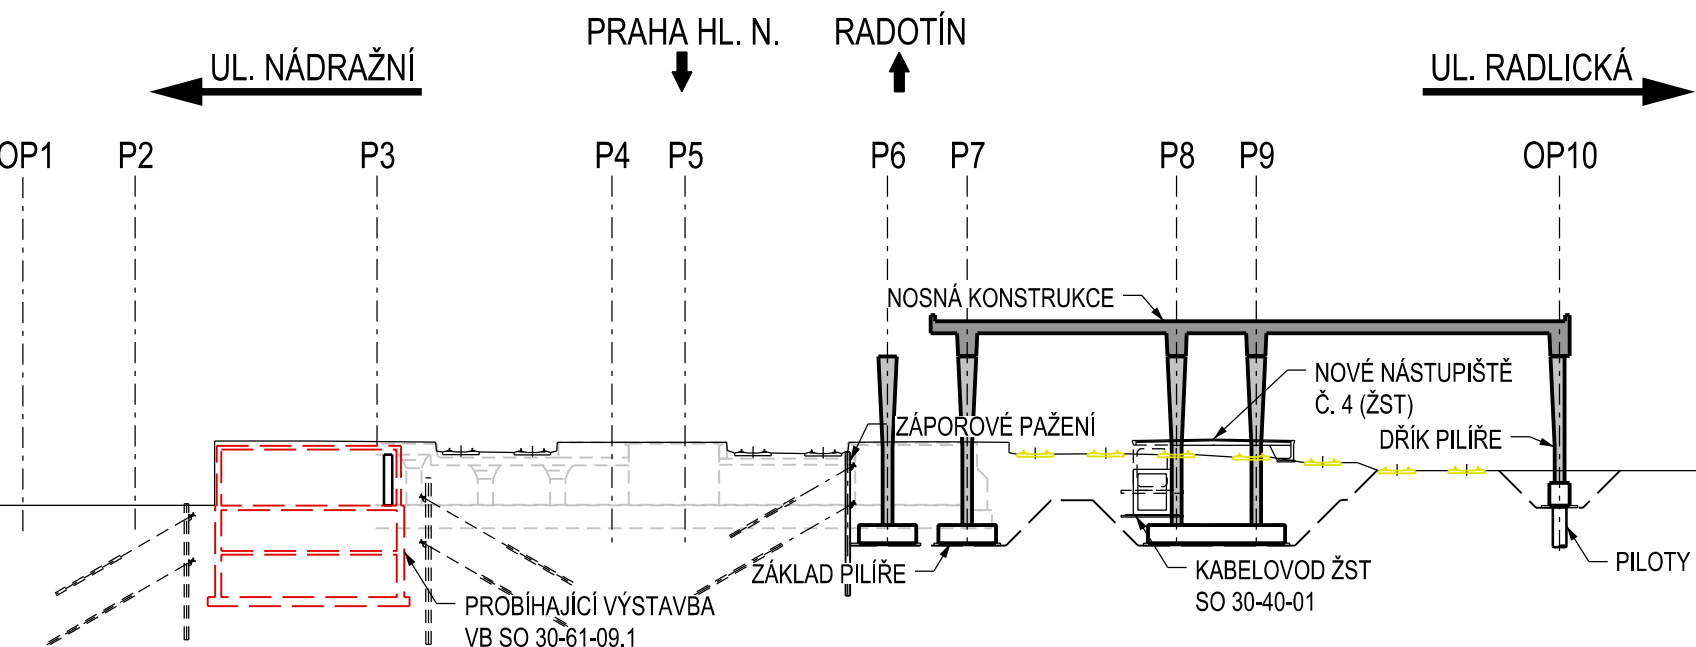 PRAHA HL. N.
RADOTÍN
UL. NÁDRAŽNÍ
UL. RADLICKÁ
OP1
P2
P3
P4
P5
P6
P7
P8
P9
OP10
NOSNÁ KONSTRUKCE
NOVÉ NÁSTUPIŠTĚ
Č. 4 (ŽST)
ZÁPOROVÉ PAŽENÍ
DŘÍK PILÍŘE
ZÁKLAD PILÍŘE
KABELOVOD ŽST
SO 30-40-01
PILOTY
PROBÍHAJÍCÍ VÝSTAVBA
VB SO 30-61-09.1